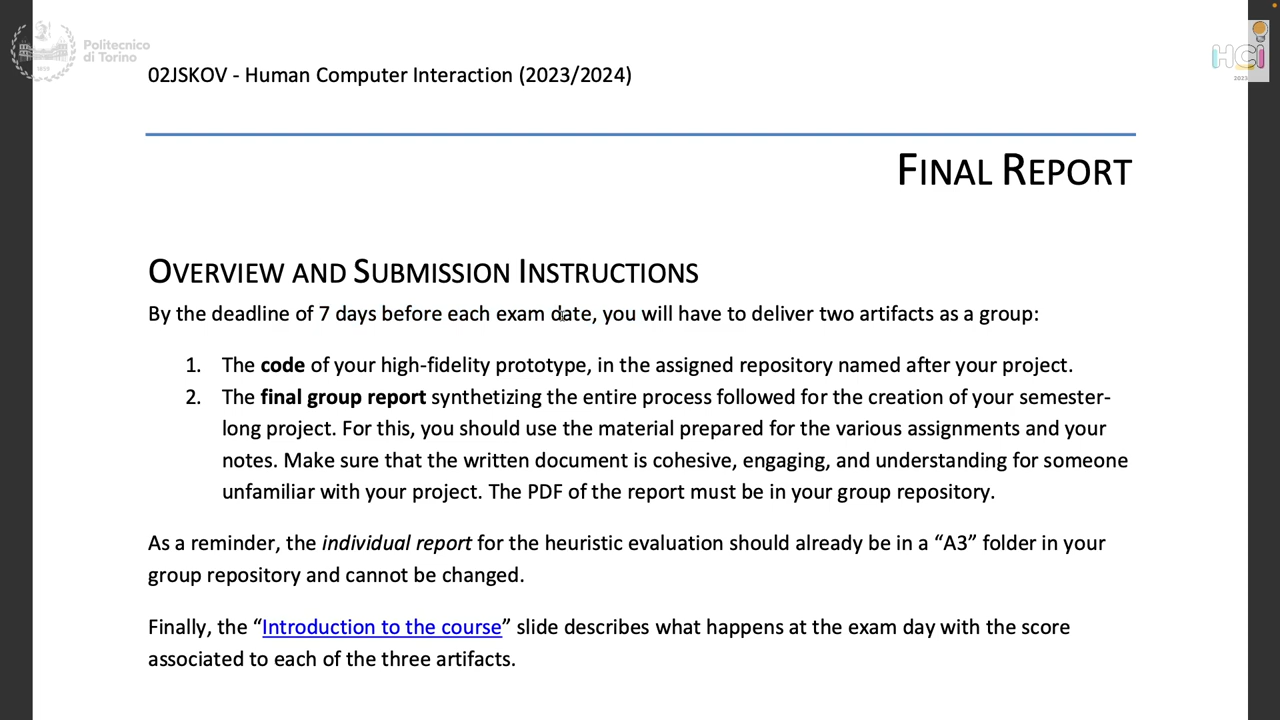 Politecnico
di Torino
HCI
2023
02JSKOV - Human Computer Interaction (2023/2024)
FINAL REPORT
OVERVIEW AND SUBMISSION INSTRUCTIONS
By the deadline of 7 days before each exam date, you will have to deliver two artifacts as a group:
1. The code of your high-fidelity prototype, in the assigned repository named after your project.
2. The final group report synthetizing the entire process followed for the creation of your semester-
long project. For this, you should use the material prepared for the various assignments and your
notes. Make sure that the written document is cohesive, engaging, and understanding for someone
unfamiliar with your project. The PDF of the report must be in your group repository.
As a reminder, the individual report for the heuristic evaluation should already be in a “A3” folder in your
group repository and cannot be changed.
Finally, the “Introduction to the course” slide describes what happens at the exam day with the score
associated to each of the three artifacts.